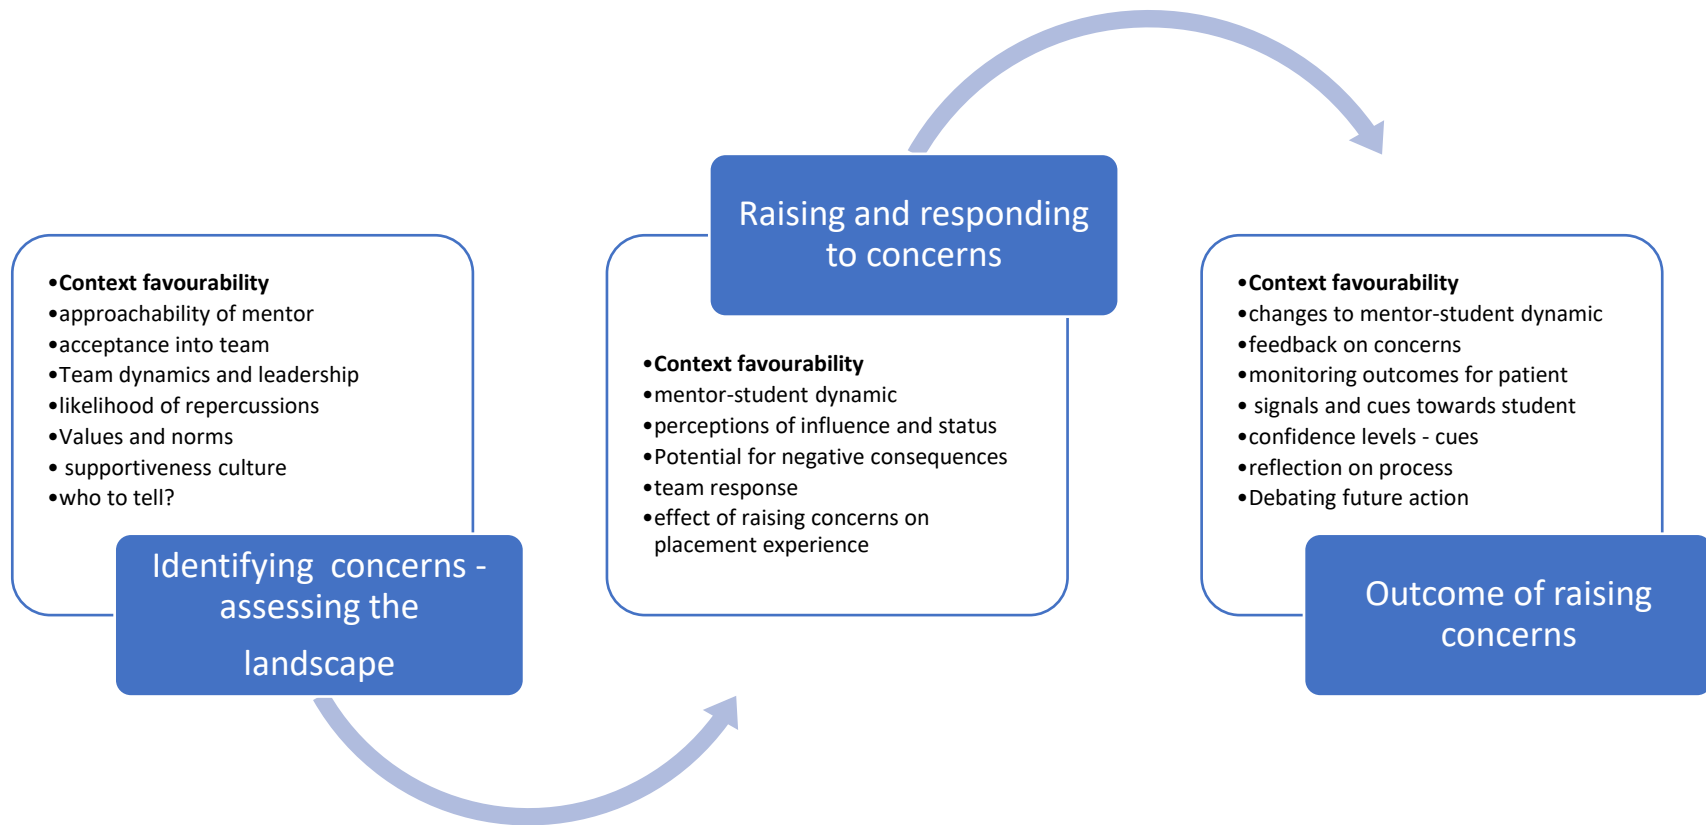 •Context favourability
•approachability of mentor
•acceptance into team
•Team dynamics and leadership
•likelihood of repercussions
•Values and norms
• supportiveness culture
•who to tell?
Identifying  concerns -
assessing the
landscape
Raising and responding
to concerns
•Context favourability
•mentor-student dynamic
•perceptions of influence and status
•Potential for negative consequences
•team response
•effect of raising concerns on
placement experience
•Context favourability
•changes to mentor-student dynamic
•feedback on concerns
•monitoring outcomes for patient
• signals and cues towards student
•confidence levels - cues
•reflection on process
•Debating future action
Outcome of raising
concerns